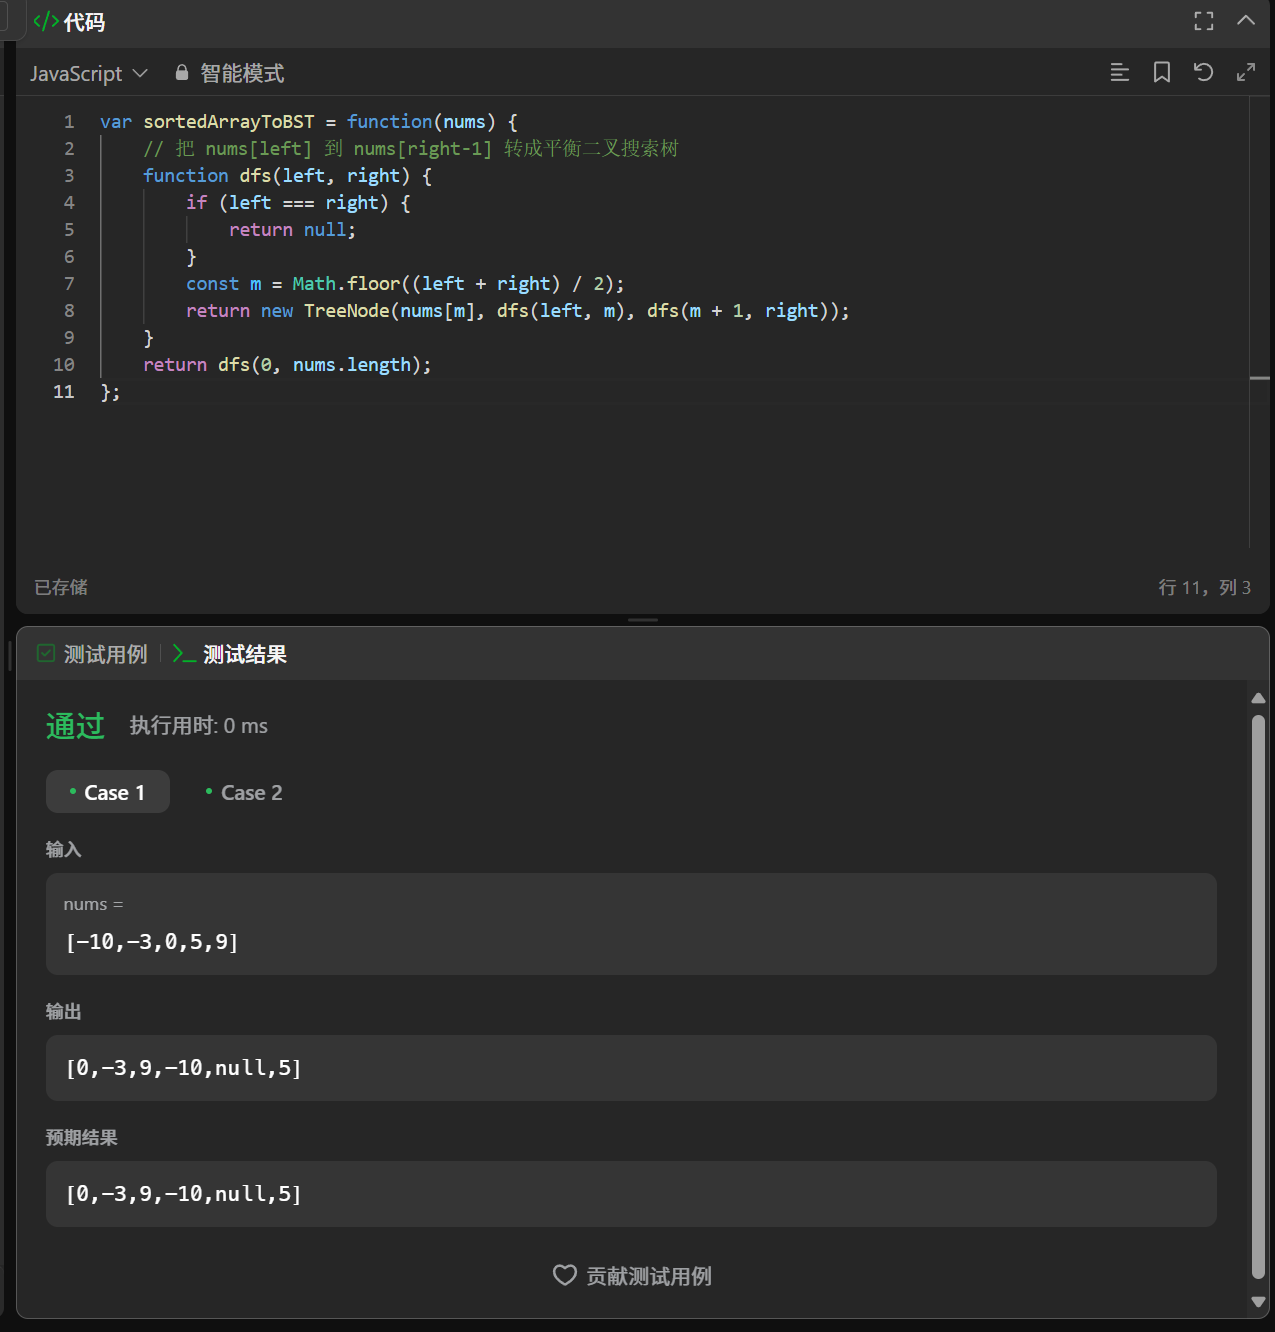 </> 代码
JavaScript 智能模式
1 var sortedArrayToBST = function(nums) {
2 // 把 nums[left] 到 nums[right-1] 转成平衡二叉搜索树
3 function dfs(left, right) {
4 if (left === right) {
5 return null;
6 }
7 const m = Math.floor((left + right) / 2);
8 return new TreeNode(nums[m], dfs(left, m), dfs(m + 1, right));
9 }
10 return dfs(0, nums.length);
11 };
已存储 行 11，列 3
测试用例 >_ 测试结果
通过 执行用时: 0 ms
• Case 1 • Case 2
输入
nums =
[-10,-3,0,5,9]
输出
[0,-3,9,-10,null,5]
预期结果
[0,-3,9,-10,null,5]
贡献测试用例